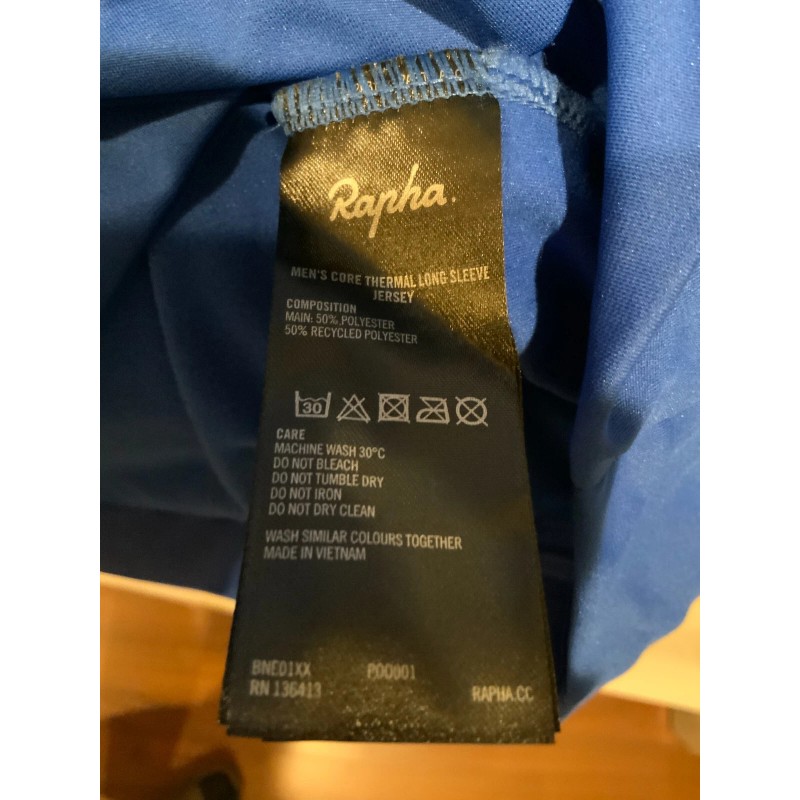 Rapha.
MEN'S CORE THERMAL LONG SLEEVE
JERSEY
COMPOSITION
MAIN: 50% POLYESTER
50% RECYCLED POLYESTER
30
CARE
MACHINE WASH 30°C
DO NOT BLEACH
DO NOT TUMBLE DRY
DO NOT IRON
DO NOT DRY CLEAN
WASH SIMILAR COLOURS TOGETHER
MADE IN VIETNAM
BNE01XX P00001
RN 136413 RAPHA.CC